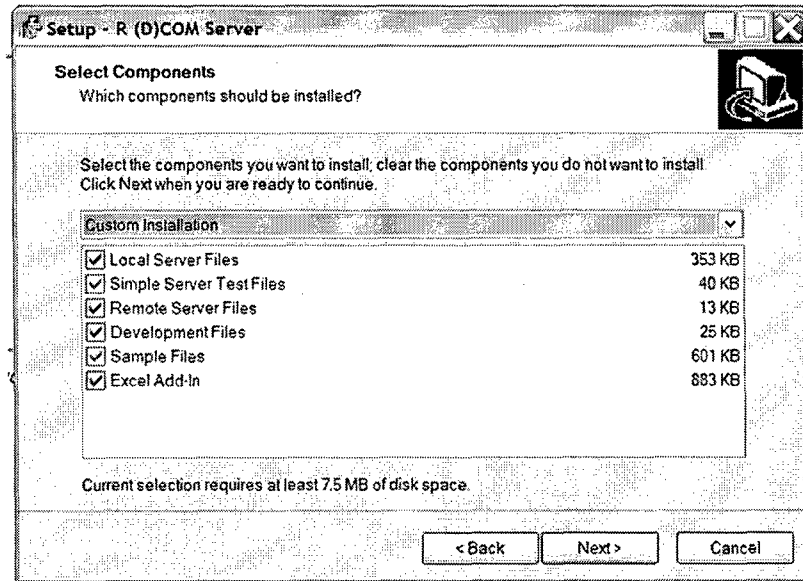 Setup - R (D)COM Server
Select Components
Which components should be installed?
Select the components you want to install; clear the components you do not want to install.
Click Next when you are ready to continue.
Custom Installation
Local Server Files 353 KB
Simple Server Test Files 40 KB
Remote Server Files 13 KB
Development Files 25 KB
Sample Files 601 KB
Excel Add-In 883 KB
Current selection requires at least 7.5 MB of disk space.
< Back Next > Cancel